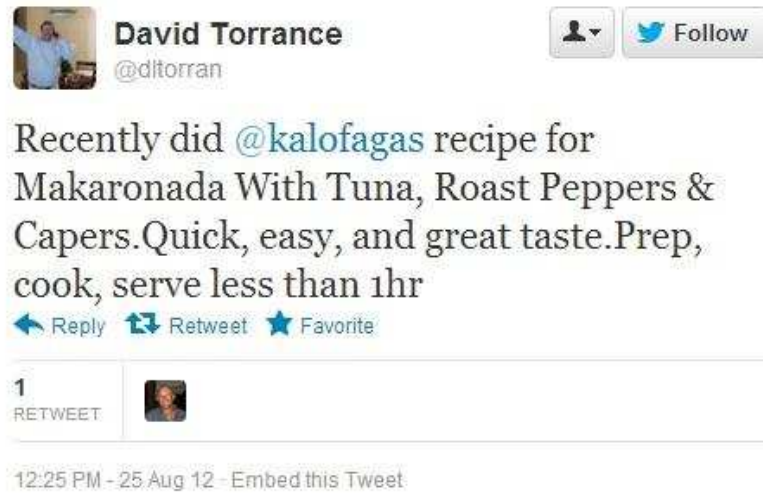 David Torrance
@dltorran
Follow
Recently did @kalofagas recipe for
Makaronada With Tuna, Roast Peppers &
Capers.Quick, easy, and great taste.Prep,
cook, serve less than 1hr
Reply Retweet Favorite
1
RETWEET
12:25 PM - 25 Aug 12 · Embed this Tweet